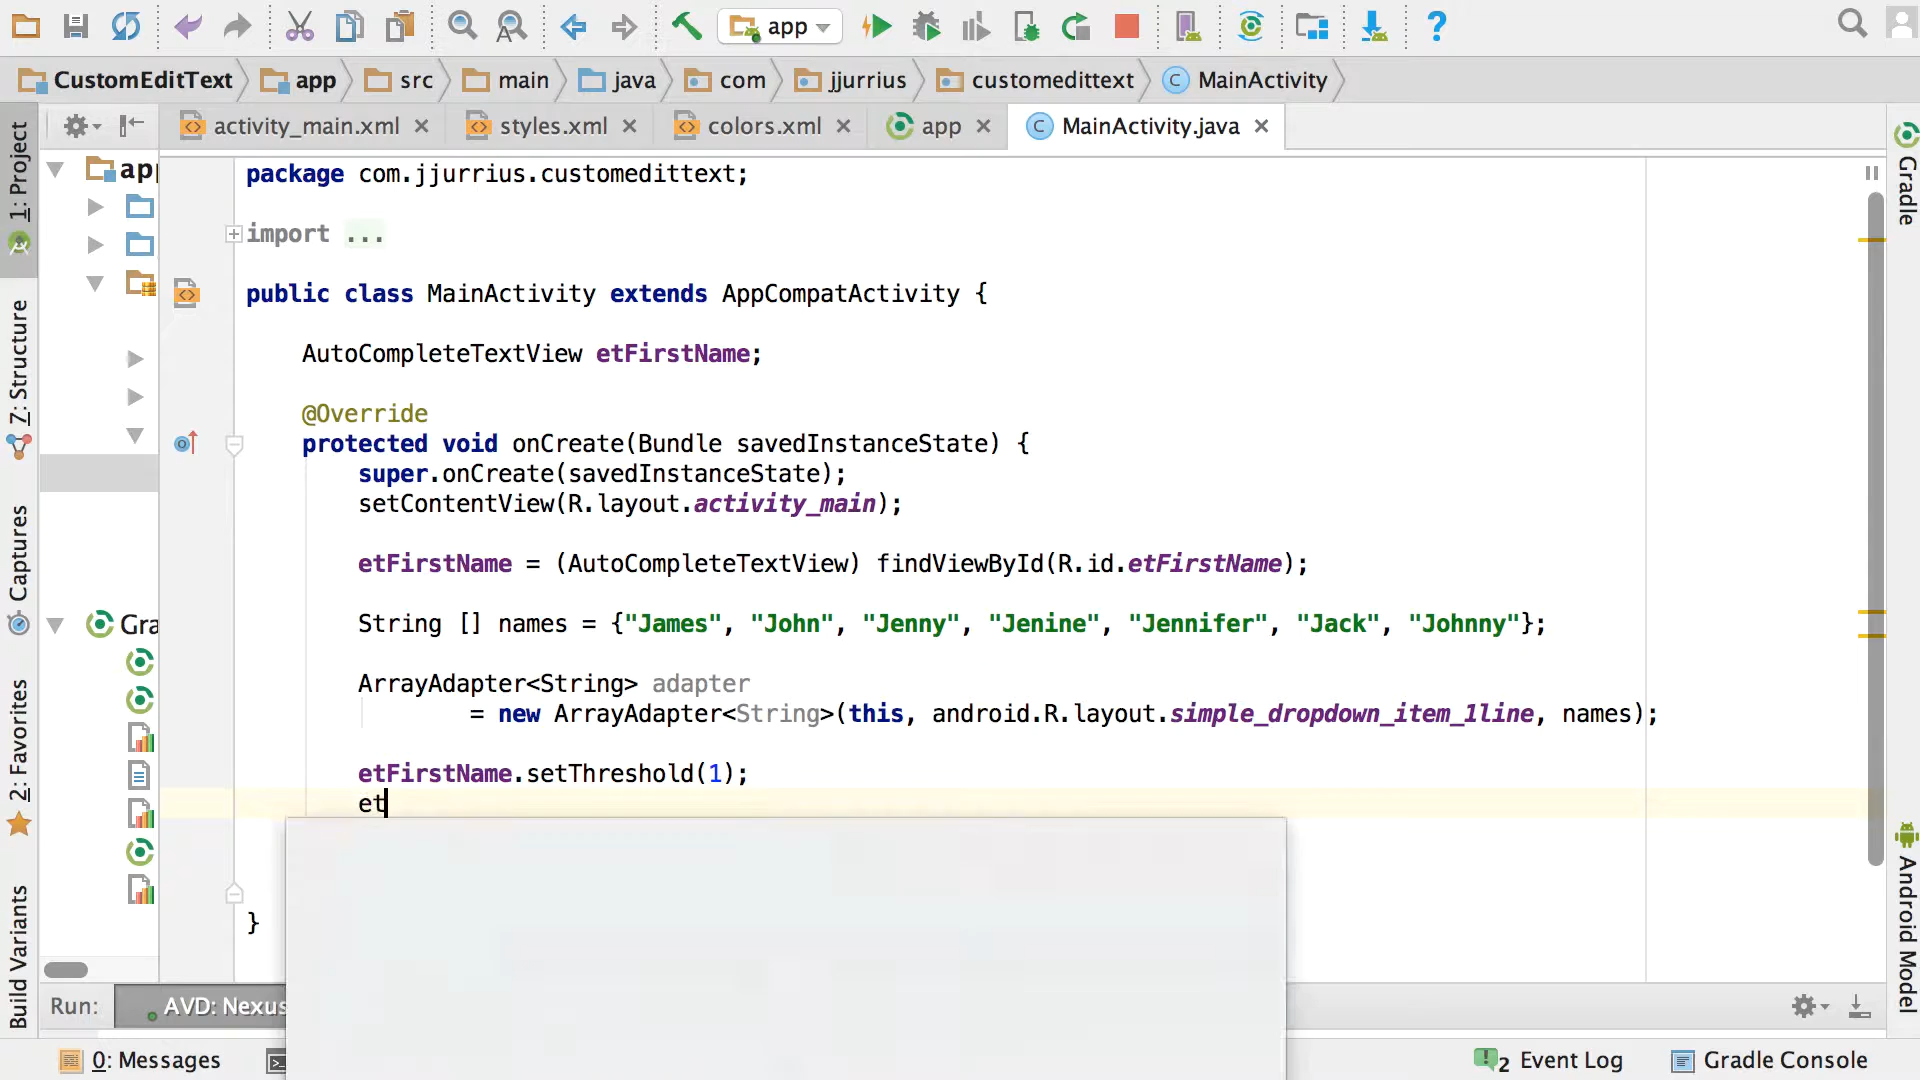 app
CustomEditText app src main java com jjurrius customedittext MainActivity
activity_main.xml styles.xml colors.xml app MainActivity.java
1: Project
Z: Structure
Captures
2: Favorites
Build Variants
app
Gra
package com.jjurrius.customedittext;
import ...
public class MainActivity extends AppCompatActivity {
AutoCompleteTextView etFirstName;
@Override
protected void onCreate(Bundle savedInstanceState) {
super.onCreate(savedInstanceState);
setContentView(R.layout.activity_main);
etFirstName = (AutoCompleteTextView) findViewById(R.id.etFirstName);
String [] names = {"James", "John", "Jenny", "Jenine", "Jennifer", "Jack", "Johnny"};
ArrayAdapter<String> adapter
= new ArrayAdapter<String>(this, android.R.layout.simple_dropdown_item_1line, names);
etFirstName.setThreshold(1);
et
}
Gradle
Android Model
Run: AVD: Nexus
0: Messages 2 Event Log Gradle Console